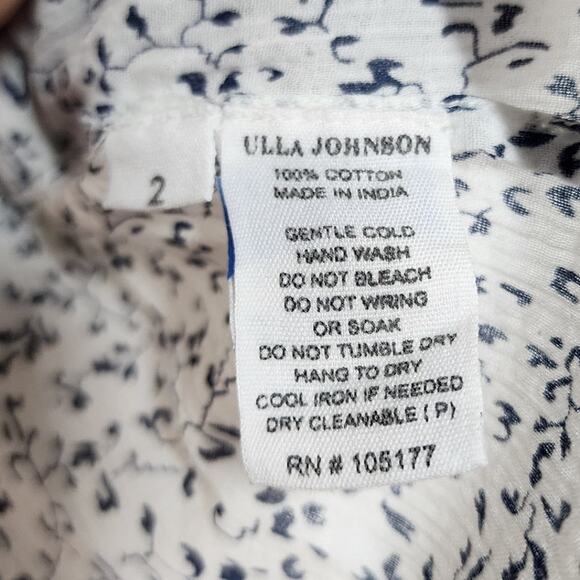 2
ULLA JOHNSON
100% COTTON
MADE IN INDIA
GENTLE COLD
HAND WASH
DO NOT BLEACH
DO NOT WRING
OR SOAK
DO NOT TUMBLE DRY
HANG TO DRY
COOL IRON IF NEEDED
DRY CLEANABLE ( P )
RN # 105177